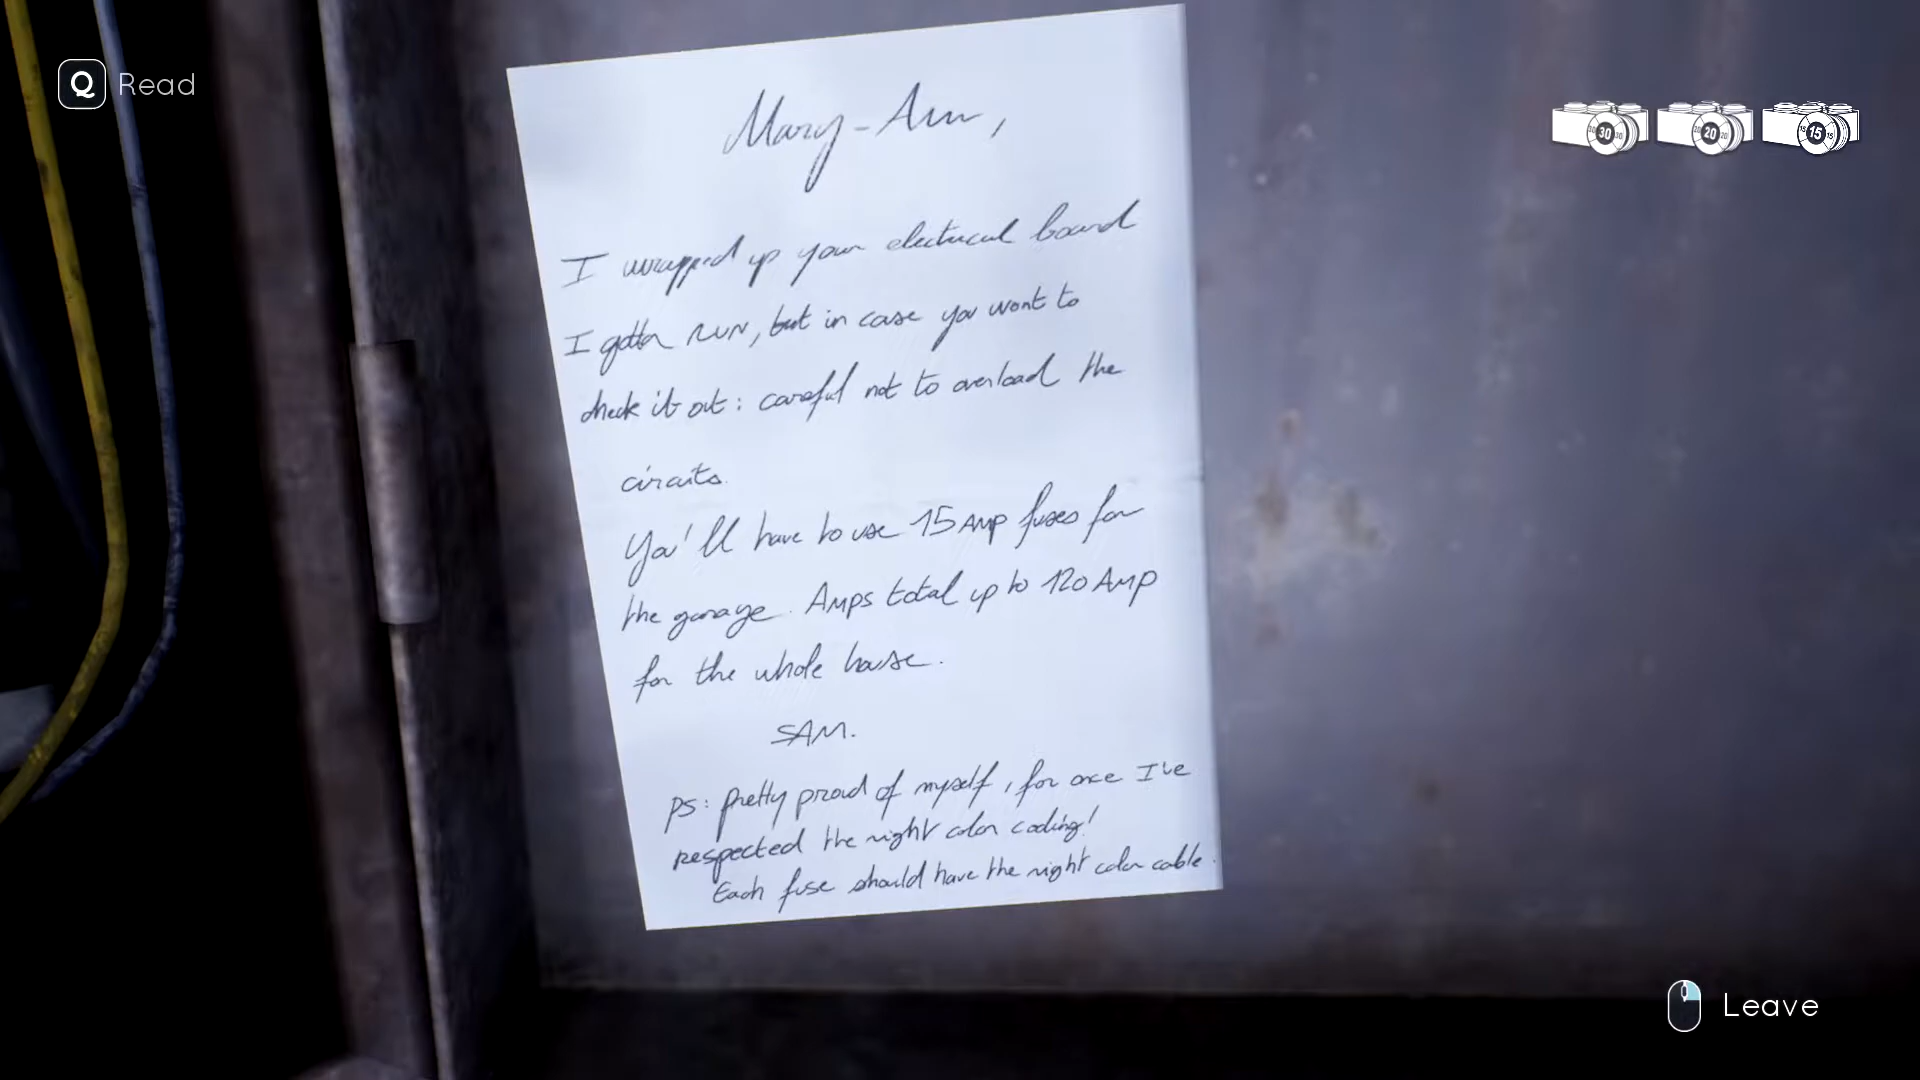 Q Read
30 20 15
Mary-Ann,
I wrapped up your electrical board
I gotta RUN, but in case you want to
check it out: careful not to overload the
circuits.
You'll have to use 15 AMP fuses for
the garage. AMPS total up to 120 AMP
for the whole house.
SAM.
PS: pretty proud of myself, for once I've
respected the right color coding!
Each fuse should have the right color cable.
Leave